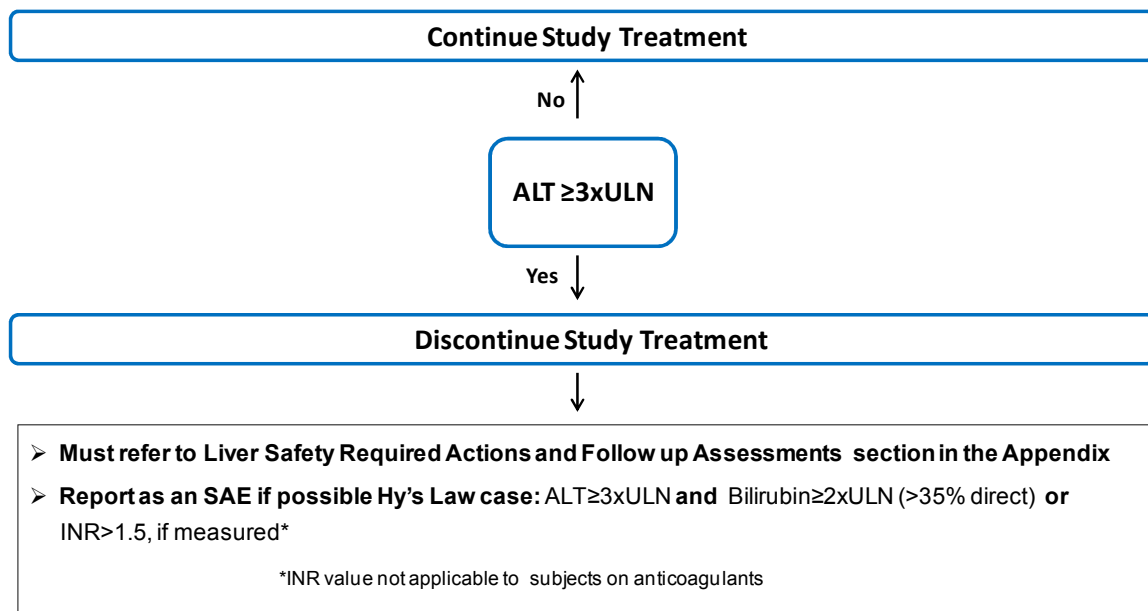 Continue Study Treatment
No
ALT ≥3xULN
Yes
Discontinue Study Treatment
➢ Must refer to Liver Safety Required Actions and Follow up Assessments section in the Appendix
➢ Report as an SAE if possible Hy's Law case: ALT≥3xULN and Bilirubin≥2xULN (>35% direct) or
INR>1.5, if measured*
*INR value not applicable to subjects on anticoagulants